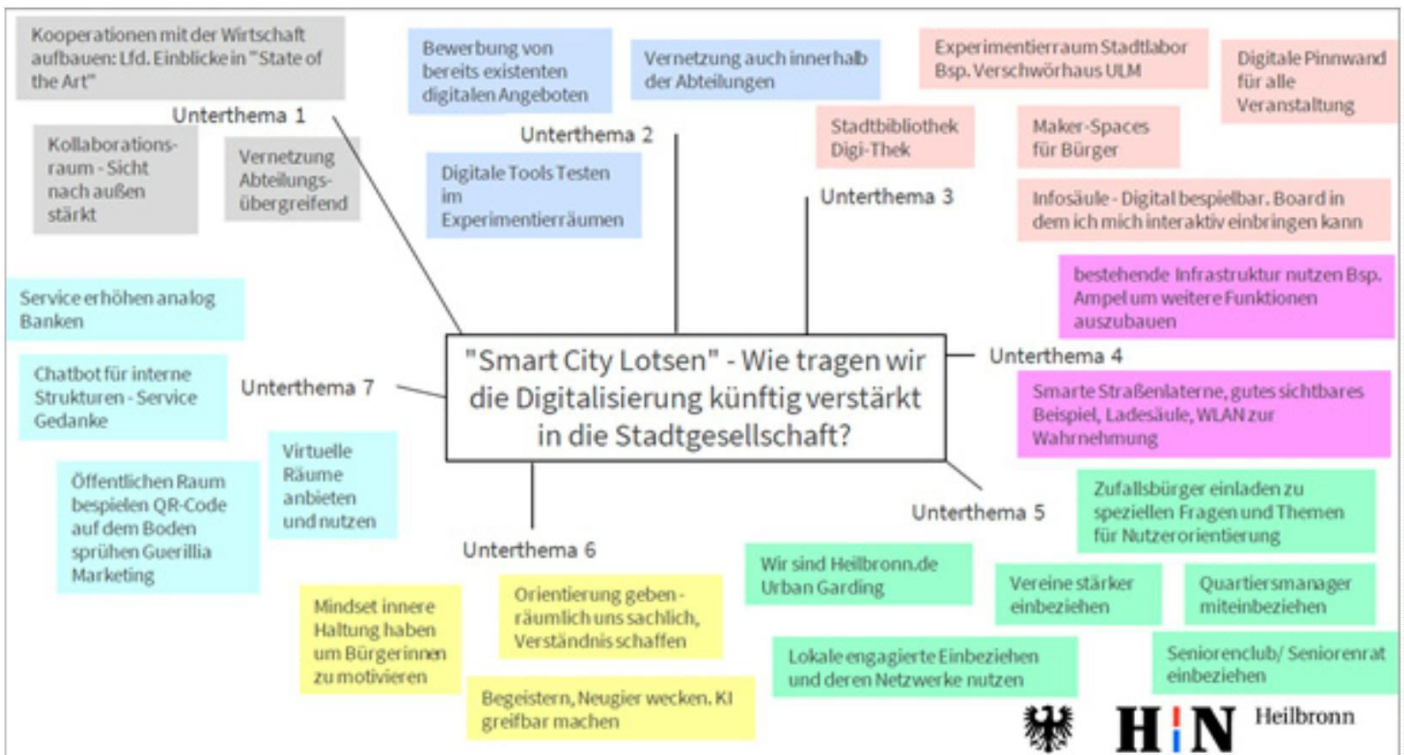 Kooperationen mit der Wirtschaft
aufbauen: Lfd. Einblicke in "State of
the Art"
Unterthema 1
Kollaborations-
raum - Sicht
nach außen
stärkt
Vernetzung
Abteilungs-
übergreifend
Bewerbung von
bereits existenten
digitalen Angeboten
Vernetzung auch innerhalb
der Abteilungen
Unterthema 2
Digitale Tools Testen
im
Experimentierräumen
Experimentierraum Stadtlabor
Bsp. Verschwörhaus ULM
Digitale Pinnwand
für alle
Veranstaltung
Stadtbibliothek
Digi-Thek
Maker-Spaces
für Bürger
Unterthema 3
Infosäule - Digital bespielbar. Board in
dem ich mich interaktiv einbringen kann
bestehende Infrastruktur nutzen Bsp.
Ampel um weitere Funktionen
auszubauen
Unterthema 4
Smarte Straßenlaterne, gutes sichtbares
Beispiel, Ladesäule, WLAN zur
Wahrnehmung
"Smart City Lotsen" - Wie tragen wir
die Digitalisierung künftig verstärkt
in die Stadtgesellschaft?
Service erhöhen analog
Banken
Chatbot für interne
Strukturen - Service
Gedanke
Unterthema 7
Virtuelle
Räume
anbieten
und nutzen
Öffentlichen Raum
bespielen QR-Code
auf dem Boden
sprühen Guerillia
Marketing
Unterthema 6
Mindset innere
Haltung haben
um Bürgerinnen
zu motivieren
Orientierung geben -
räumlich uns sachlich,
Verständnis schaffen
Begeistern, Neugier wecken. KI
greifbar machen
Unterthema 5
Zufallsbürger einladen zu
speziellen Fragen und Themen
für Nutzerorientierung
Wir sind Heilbronn.de
Urban Garding
Vereine stärker
einbeziehen
Quartiersmanager
miteinbeziehen
Lokale engagierte Einbeziehen
und deren Netzwerke nutzen
Seniorenclub/ Seniorenrat
einbeziehen
H N Heilbronn